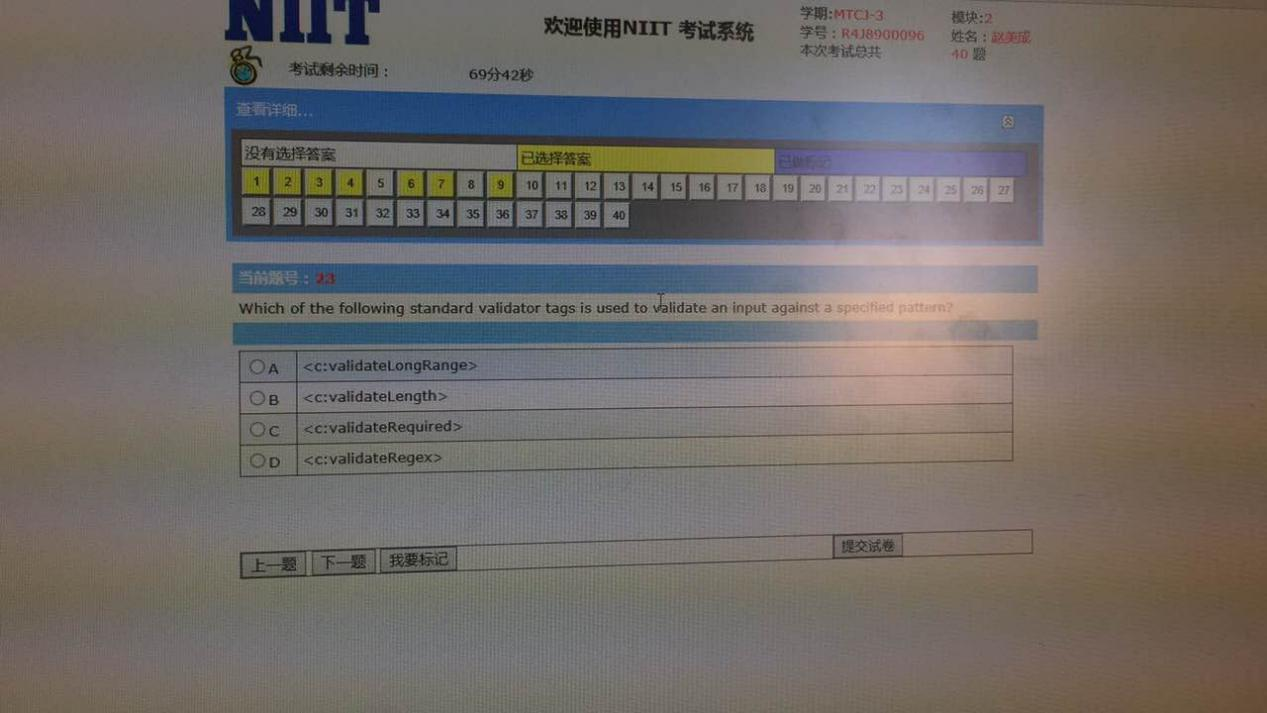 NIIT
欢迎使用NIIT 考试系统
学期:MTCJ-3
模块:2
学号：R4J8900096
姓名：赵美成
本次考试总共
40 题
考试剩余时间：
69分42秒
查看详细...
没有选择答案
已选择答案
1 2 3 4 5 6 7 8 9 10 11 12 13 14 15 16 17 18 19 20 21 22 23 24 25 26 27
28 29 30 31 32 33 34 35 36 37 38 39 40
当前题号：23
Which of the following standard validator tags is used to validate an input against a specified pattern?
A <c:validateLongRange>
B <c:validateLength>
C <c:validateRequired>
D <c:validateRegex>
上一题 下一题 我要标记 提交试卷